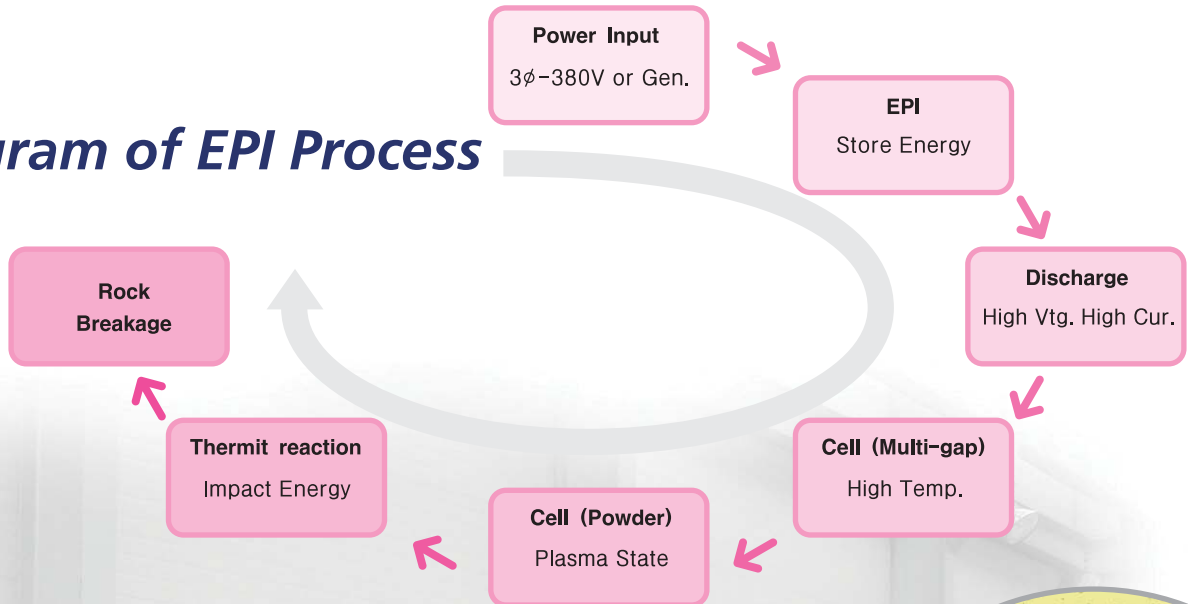 gram of EPI Process
Power Input
3∅-380V or Gen.
EPI
Store Energy
Discharge
High Vtg. High Cur.
Cell (Multi-gap)
High Temp.
Cell (Powder)
Plasma State
Thermit reaction
Impact Energy
Rock
Breakage